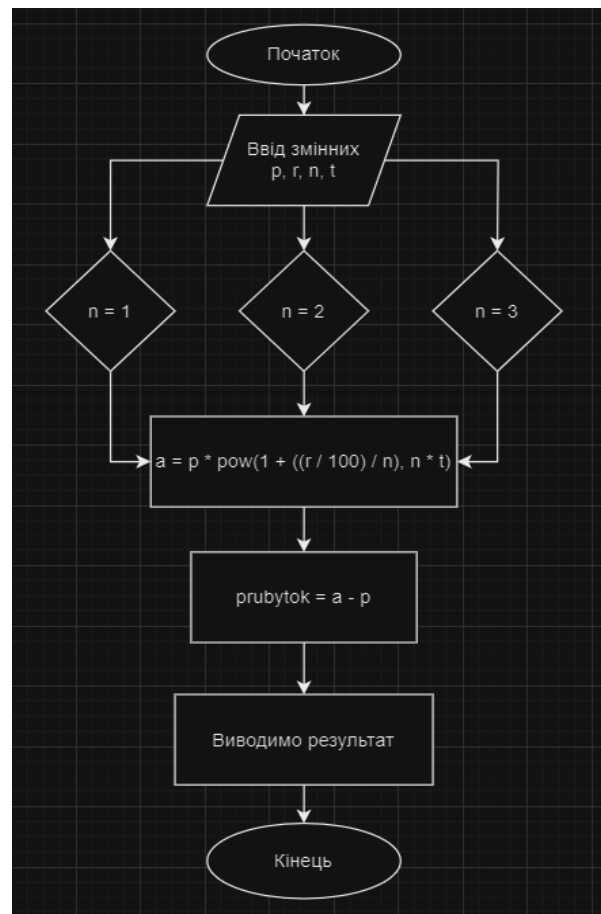 Початок
Ввід змінних
p, r, n, t
n = 1
n = 2
n = 3
a = p * pow(1 + ((r / 100) / n), n * t)
prubytok = a - p
Виводимо результат
Кінець